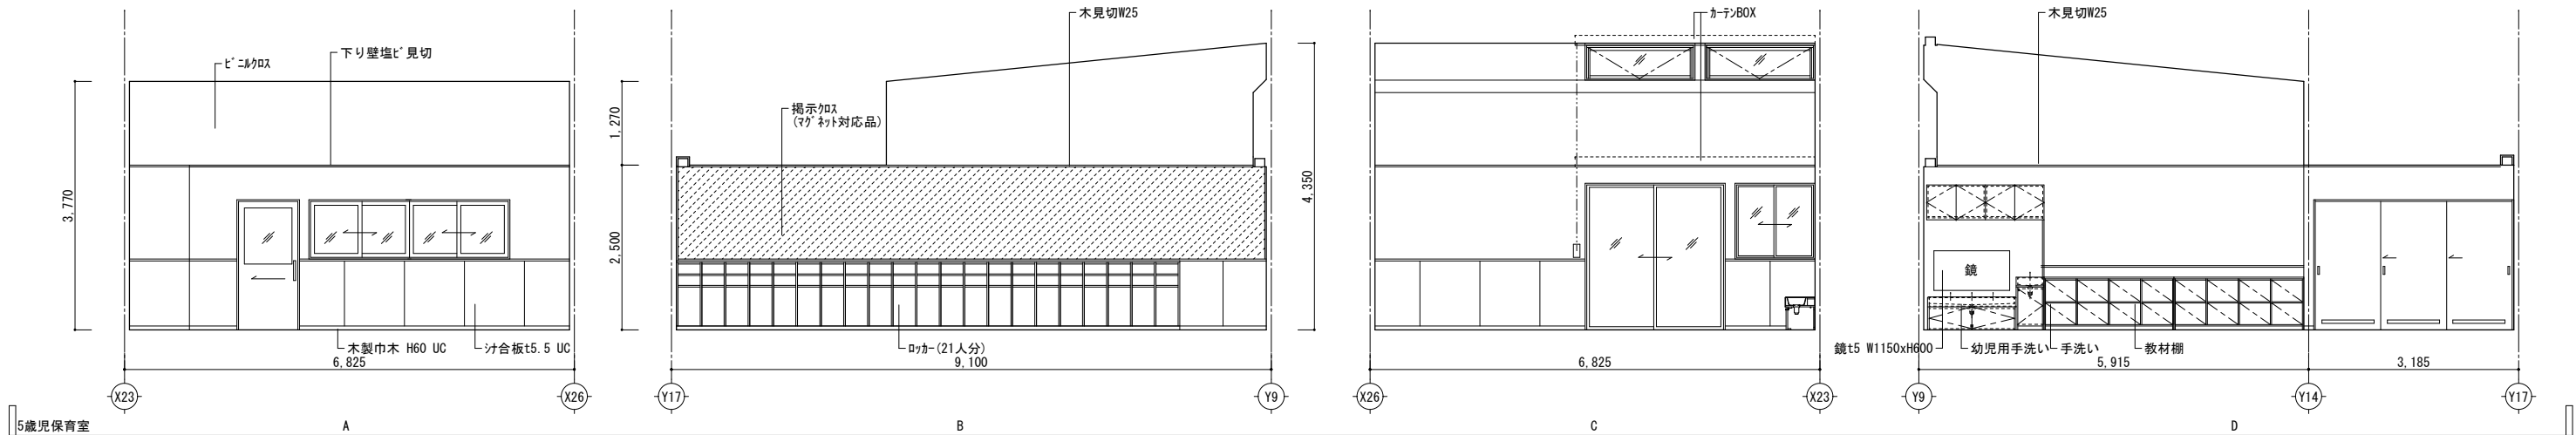 ﾋﾞﾆﾙｸﾛｽ
下り壁塩ﾋﾞ見切
3,770
木製巾木 H60 UC
ｼﾅ合板t5.5 UC
6,825
X23
X26
A
木見切W25
掲示ｸﾛｽ
(ﾏｸﾞﾈｯﾄ対応品)
1,270
2,500
ﾛｯｶｰ(21人分)
9,100
Y17
Y9
B
ｶｰﾃﾝBOX
4,350
6,825
X26
X23
C
木見切W25
鏡
鏡t5 W1150xH600
幼児用手洗い
手洗い
教材棚
5,915
3,185
Y9
Y14
Y17
D
5歳児保育室